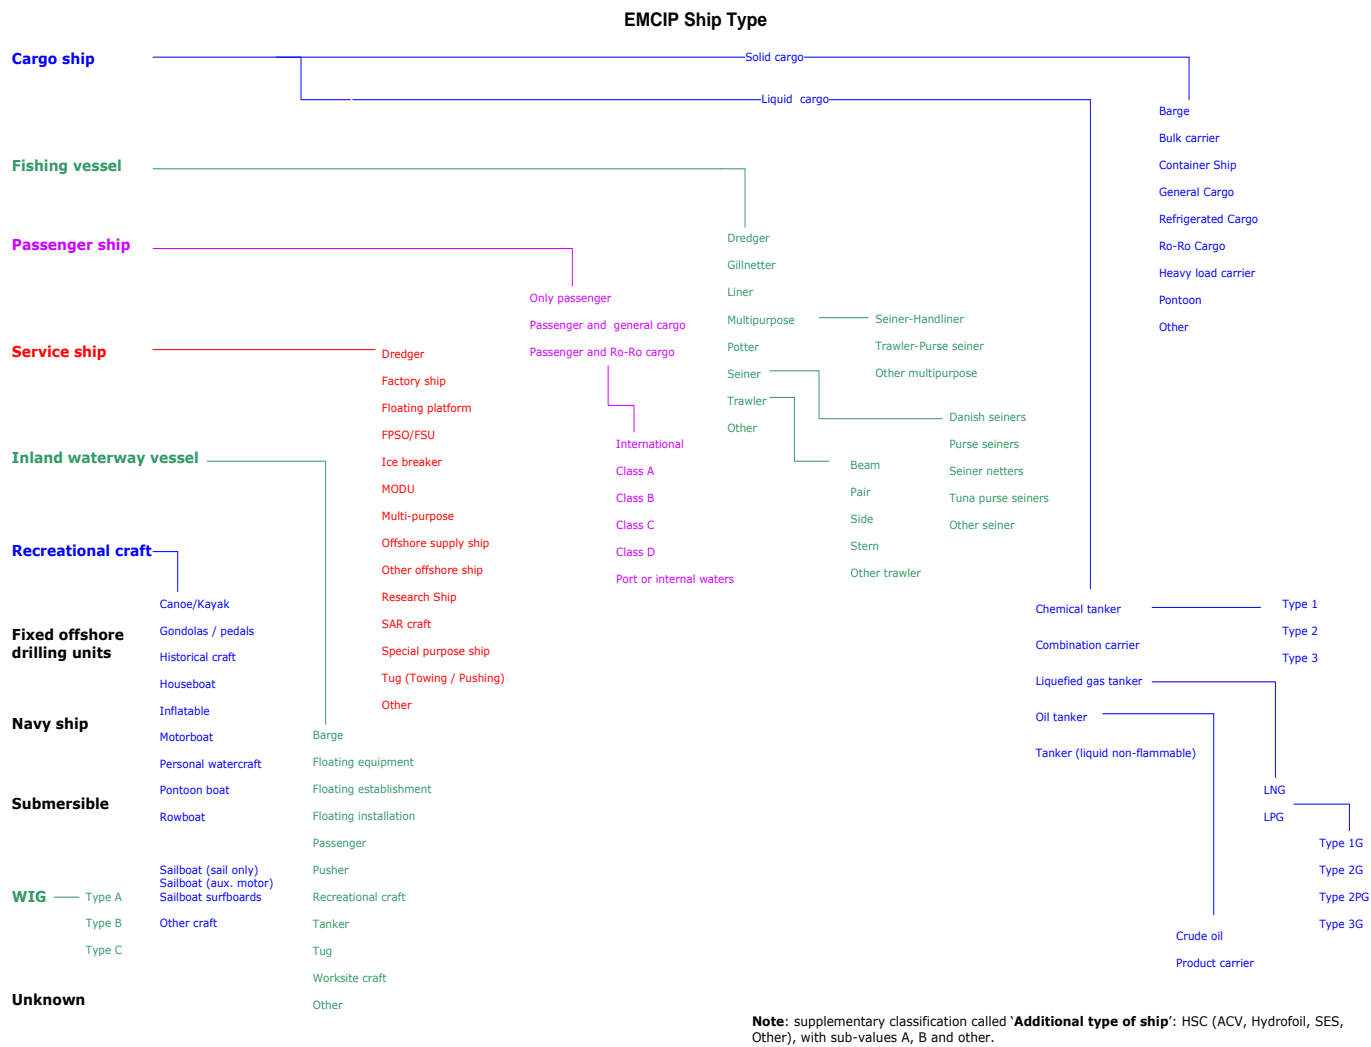 EMCIP Ship Type
Cargo ship
Solid cargo
Liquid cargo
Barge
Bulk carrier
Container Ship
General Cargo
Refrigerated Cargo
Ro-Ro Cargo
Heavy load carrier
Pontoon
Other
Chemical tanker
Type 1
Type 2
Type 3
Combination carrier
Liquefied gas tanker
LNG
LPG
Type 1G
Type 2G
Type 2PG
Type 3G
Oil tanker
Crude oil
Product carrier
Tanker (liquid non-flammable)
Fishing vessel
Dredger
Gillnetter
Liner
Multipurpose
Seiner-Handliner
Trawler-Purse seiner
Other multipurpose
Potter
Seiner
Danish seiners
Purse seiners
Seiner netters
Tuna purse seiners
Other seiner
Trawler
Beam
Pair
Side
Stern
Other trawler
Other
Passenger ship
Only passenger
Passenger and general cargo
Passenger and Ro-Ro cargo
International
Class A
Class B
Class C
Class D
Port or internal waters
Service ship
Dredger
Factory ship
Floating platform
FPSO/FSU
Ice breaker
MODU
Multi-purpose
Offshore supply ship
Other offshore ship
Research Ship
SAR craft
Special purpose ship
Tug (Towing / Pushing)
Other
Inland waterway vessel
Barge
Floating equipment
Floating establishment
Floating installation
Passenger
Pusher
Recreational craft
Tanker
Tug
Worksite craft
Other
Recreational craft
Canoe/Kayak
Gondolas / pedals
Historical craft
Houseboat
Inflatable
Motorboat
Personal watercraft
Pontoon boat
Rowboat
Sailboat (sail only)
Sailboat (aux. motor)
Sailboat surfboards
Other craft
Fixed offshore
drilling units
Navy ship
Submersible
WIG
Type A
Type B
Type C
Unknown
Note: supplementary classification called ‘Additional type of ship’: HSC (ACV, Hydrofoil, SES,
Other), with sub-values A, B and other.